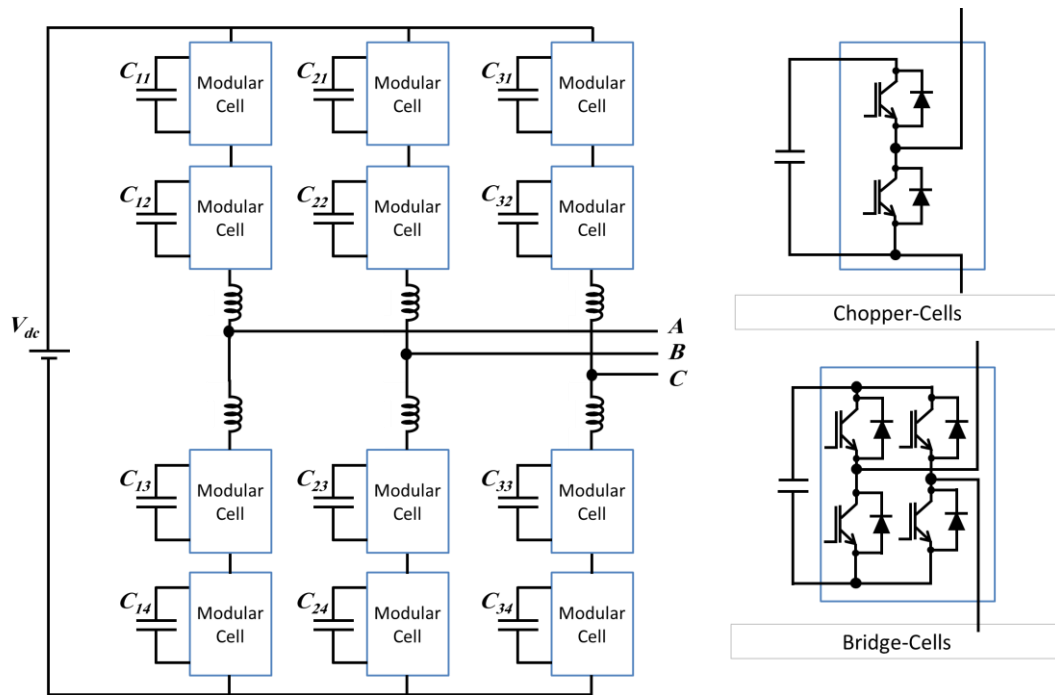 C11
Modular
Cell
C21
Modular
Cell
C31
Modular
Cell
C12
Modular
Cell
C22
Modular
Cell
C32
Modular
Cell
Vdc
A
B
C
C13
Modular
Cell
C23
Modular
Cell
C33
Modular
Cell
C14
Modular
Cell
C24
Modular
Cell
C34
Modular
Cell
Chopper-Cells
Bridge-Cells